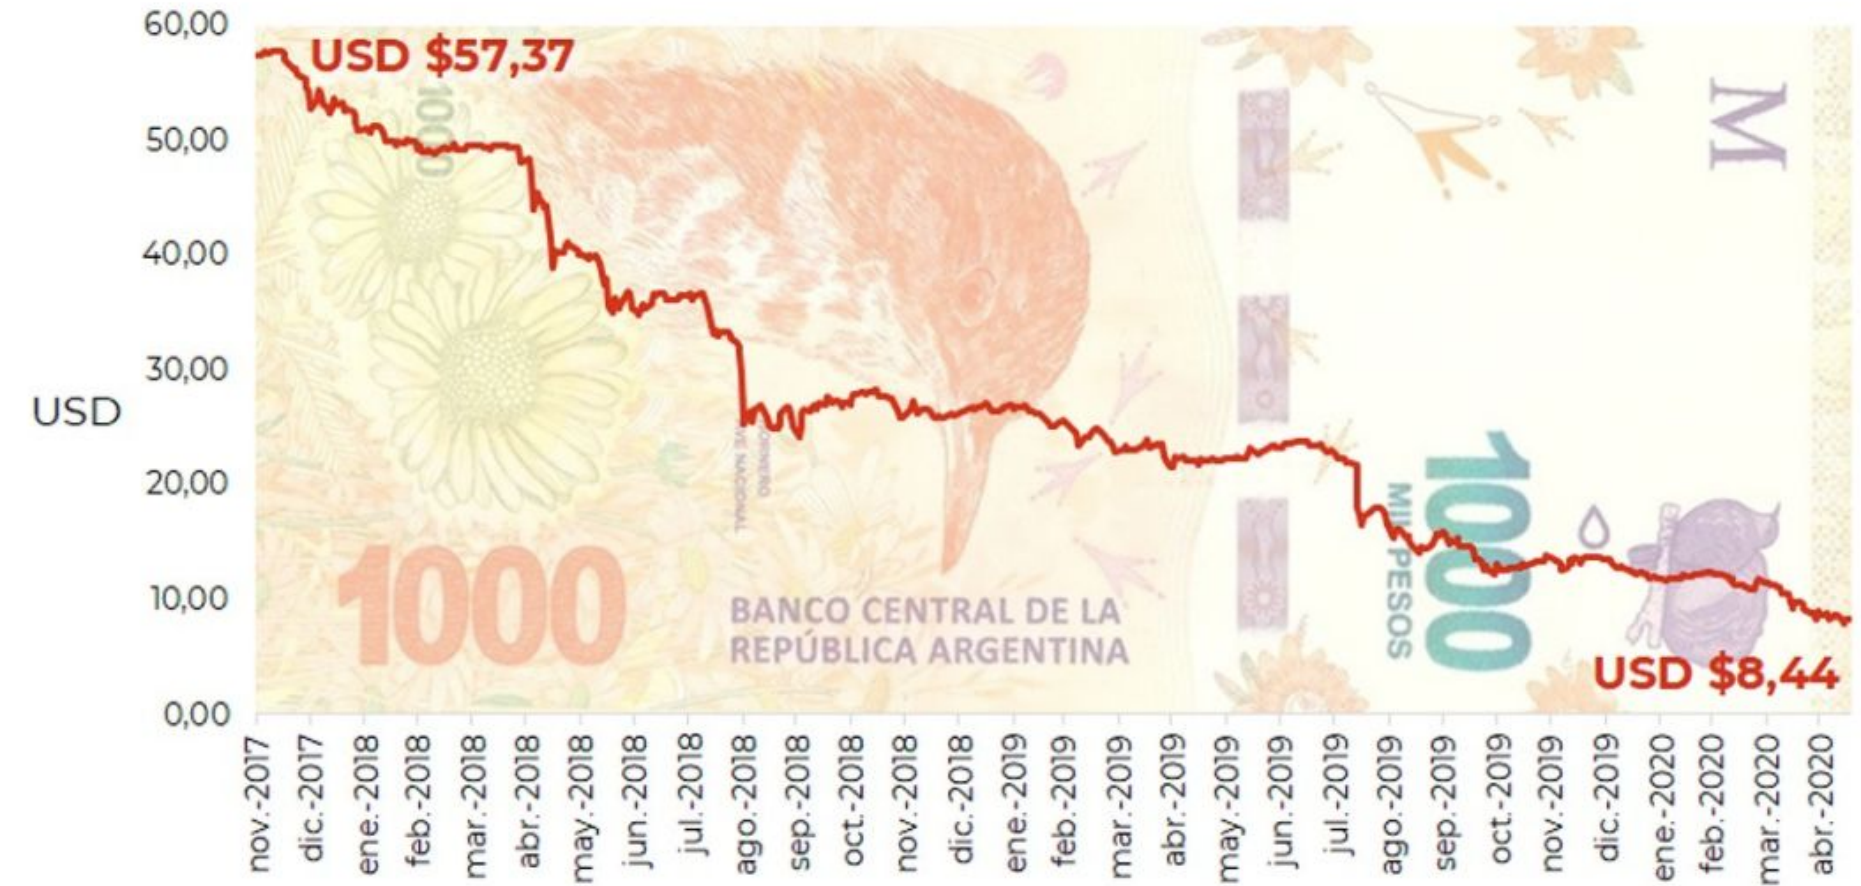 60,00
50,00
40,00
30,00
20,00
10,00
0,00
USD
USD $57,37
USD $8,44
1000
1000
BANCO CENTRAL DE LA
REPÚBLICA ARGENTINA
HORNERO
AVE NACIONAL
M
1000
MIL PESOS
nov.-2017
dic.-2017
ene.-2018
feb.-2018
mar.-2018
abr.-2018
may.-2018
jun.-2018
jul.-2018
ago.-2018
sep.-2018
oct.-2018
nov.-2018
dic.-2018
ene.-2019
feb.-2019
mar.-2019
abr.-2019
may.-2019
jun.-2019
jul.-2019
ago.-2019
sep.-2019
oct.-2019
nov.-2019
dic.-2019
ene.-2020
feb.-2020
mar.-2020
abr.-2020